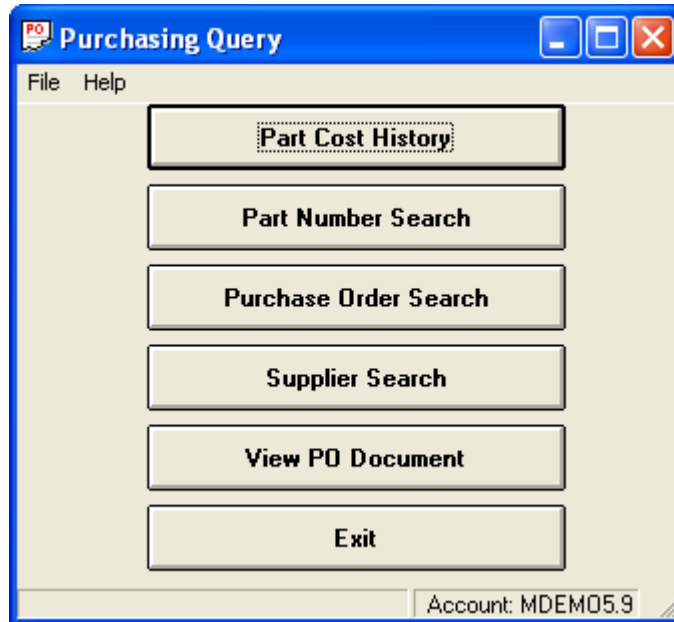 PO
Purchasing Query
File Help
Part Cost History
Part Number Search
Purchase Order Search
Supplier Search
View PO Document
Exit
Account: MDEMO5.9